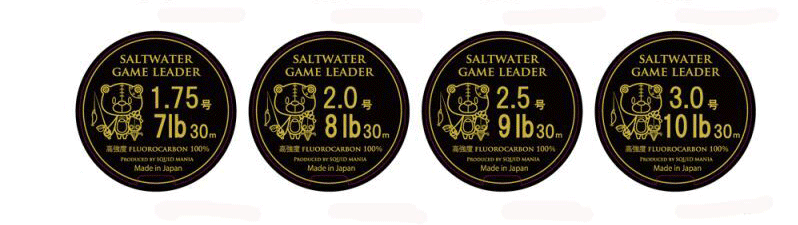 SALTWATER
GAME LEADER
1.75号
7lb 30m
高強度 FLUOROCARBON 100%
PRODUCED BY SQUID MANIA
Made in Japan
SALTWATER
GAME LEADER
2.0号
8lb 30m
高強度 FLUOROCARBON 100%
PRODUCED BY SQUID MANIA
Made in Japan
SALTWATER
GAME LEADER
2.5号
9lb 30m
高強度 FLUOROCARBON 100%
PRODUCED BY SQUID MANIA
Made in Japan
SALTWATER
GAME LEADER
3.0号
10lb 30m
高強度 FLUOROCARBON 100%
PRODUCED BY SQUID MANIA
Made in Japan